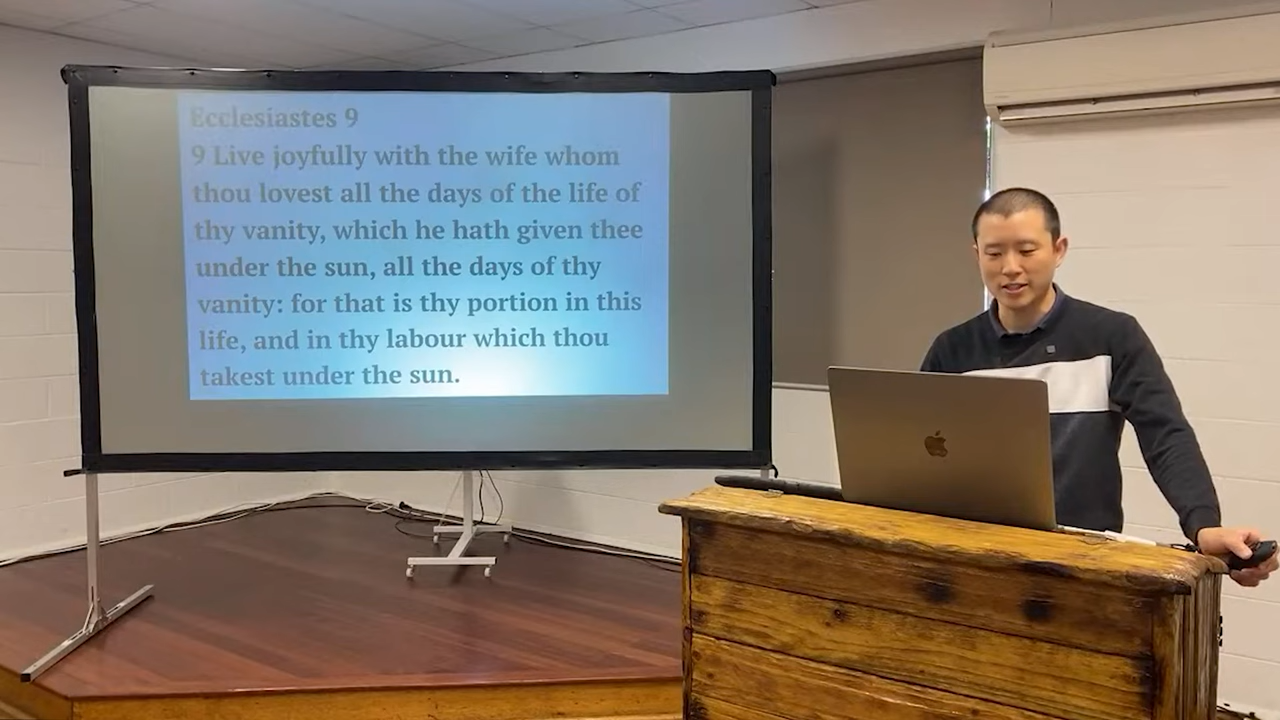 Ecclesiastes 9
9 Live joyfully with the wife whom
thou lovest all the days of the life of
thy vanity, which he hath given thee
under the sun, all the days of thy
vanity: for that is thy portion in this
life, and in thy labour which thou
takest under the sun.